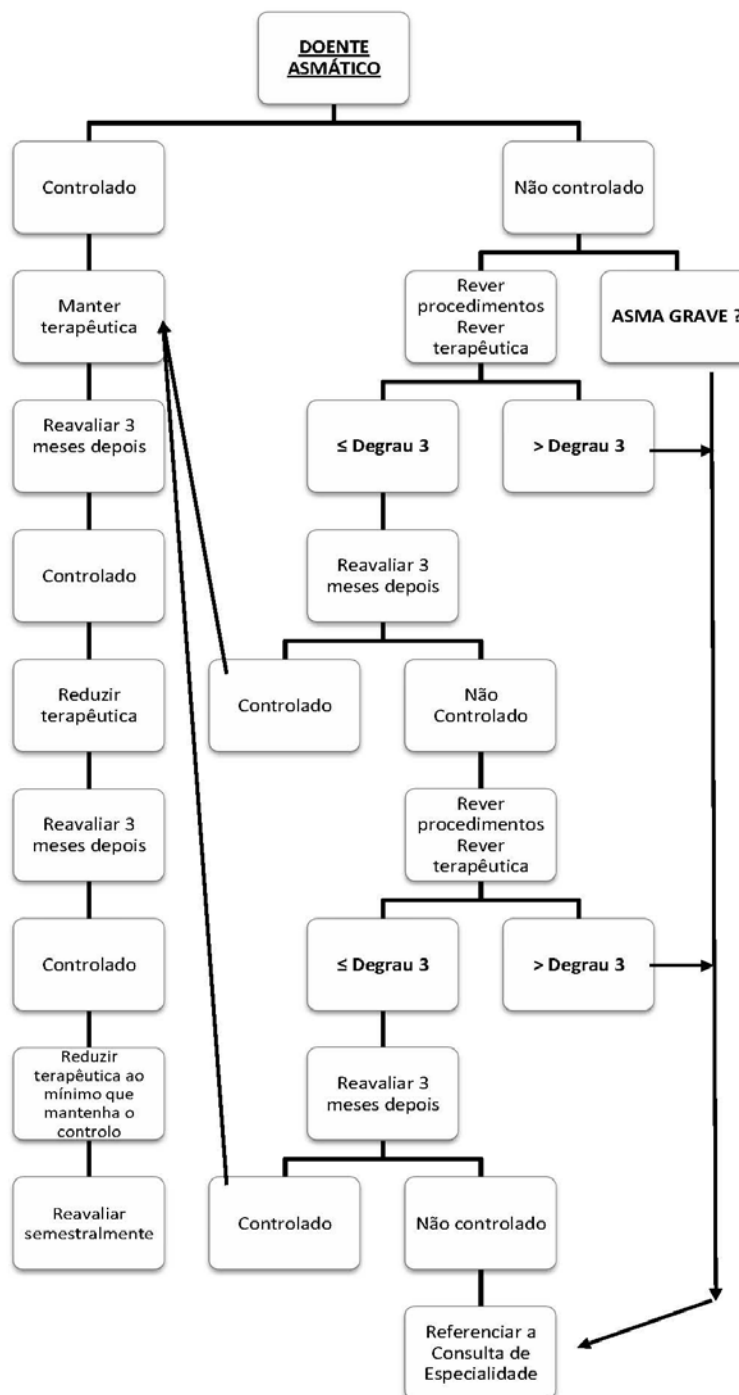 DOENTE
ASMÁTICO
Controlado
Não controlado
Manter
terapêutica
Rever
procedimentos
Rever
terapêutica
ASMA GRAVE ?
Reavaliar 3
meses depois
≤ Degrau 3
> Degrau 3
Controlado
Reavaliar 3
meses depois
Reduzir
terapêutica
Controlado
Não
Controlado
Reavaliar 3
meses depois
Rever
procedimentos
Rever
terapêutica
Controlado
≤ Degrau 3
> Degrau 3
Reduzir
terapêutica ao
mínimo que
mantenha o
controlo
Reavaliar 3
meses depois
Reavaliar
semestralmente
Controlado
Não controlado
Referenciar a
Consulta de
Especialidade